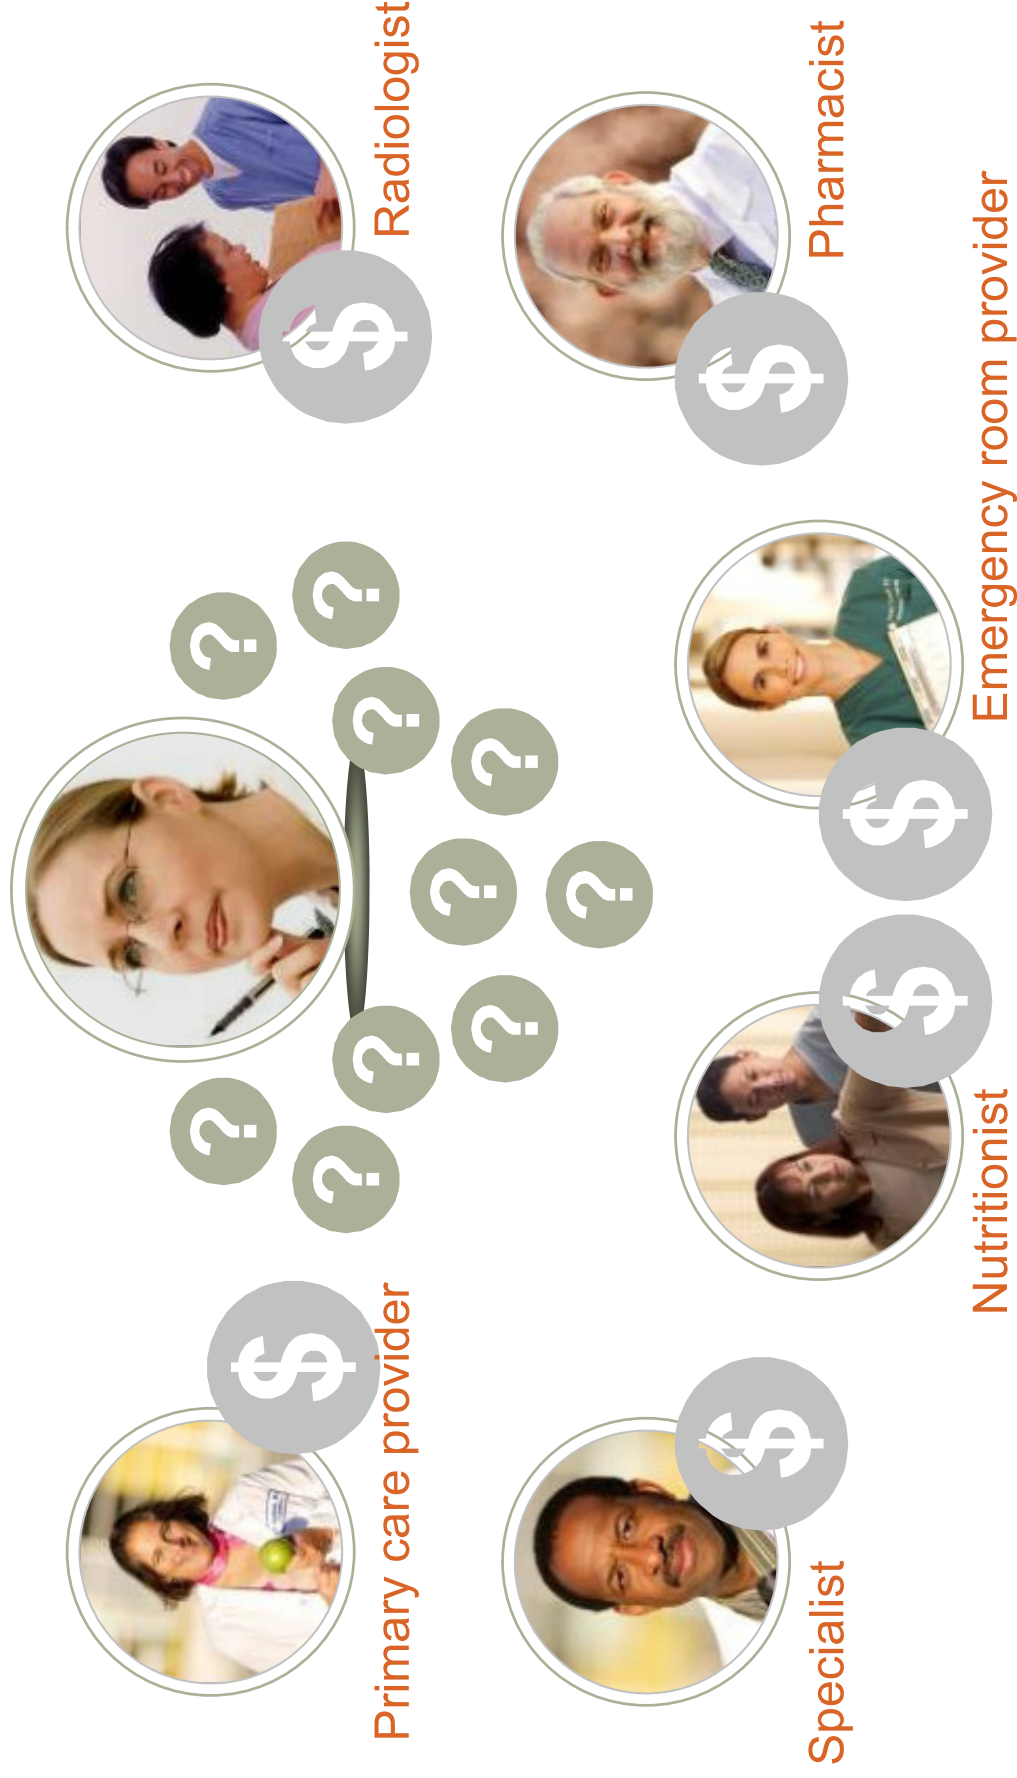 ?
?
$
?
?
$
?
?
Primary care provider
Radiologist
?
?
?
?
$
$
Specialist
Pharmacist
$
$
Nutritionist
Emergency room provider